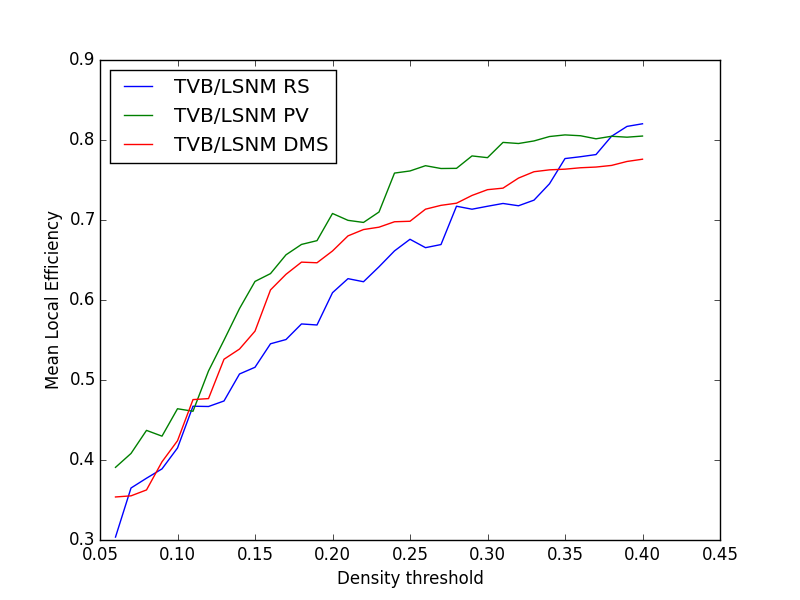 0.9
0.8
0.7
0.6
0.5
0.4
0.3
Mean Local Efficiency
TVB/LSNM RS
TVB/LSNM PV
TVB/LSNM DMS
0.05 0.10 0.15 0.20 0.25 0.30 0.35 0.40 0.45
Density threshold